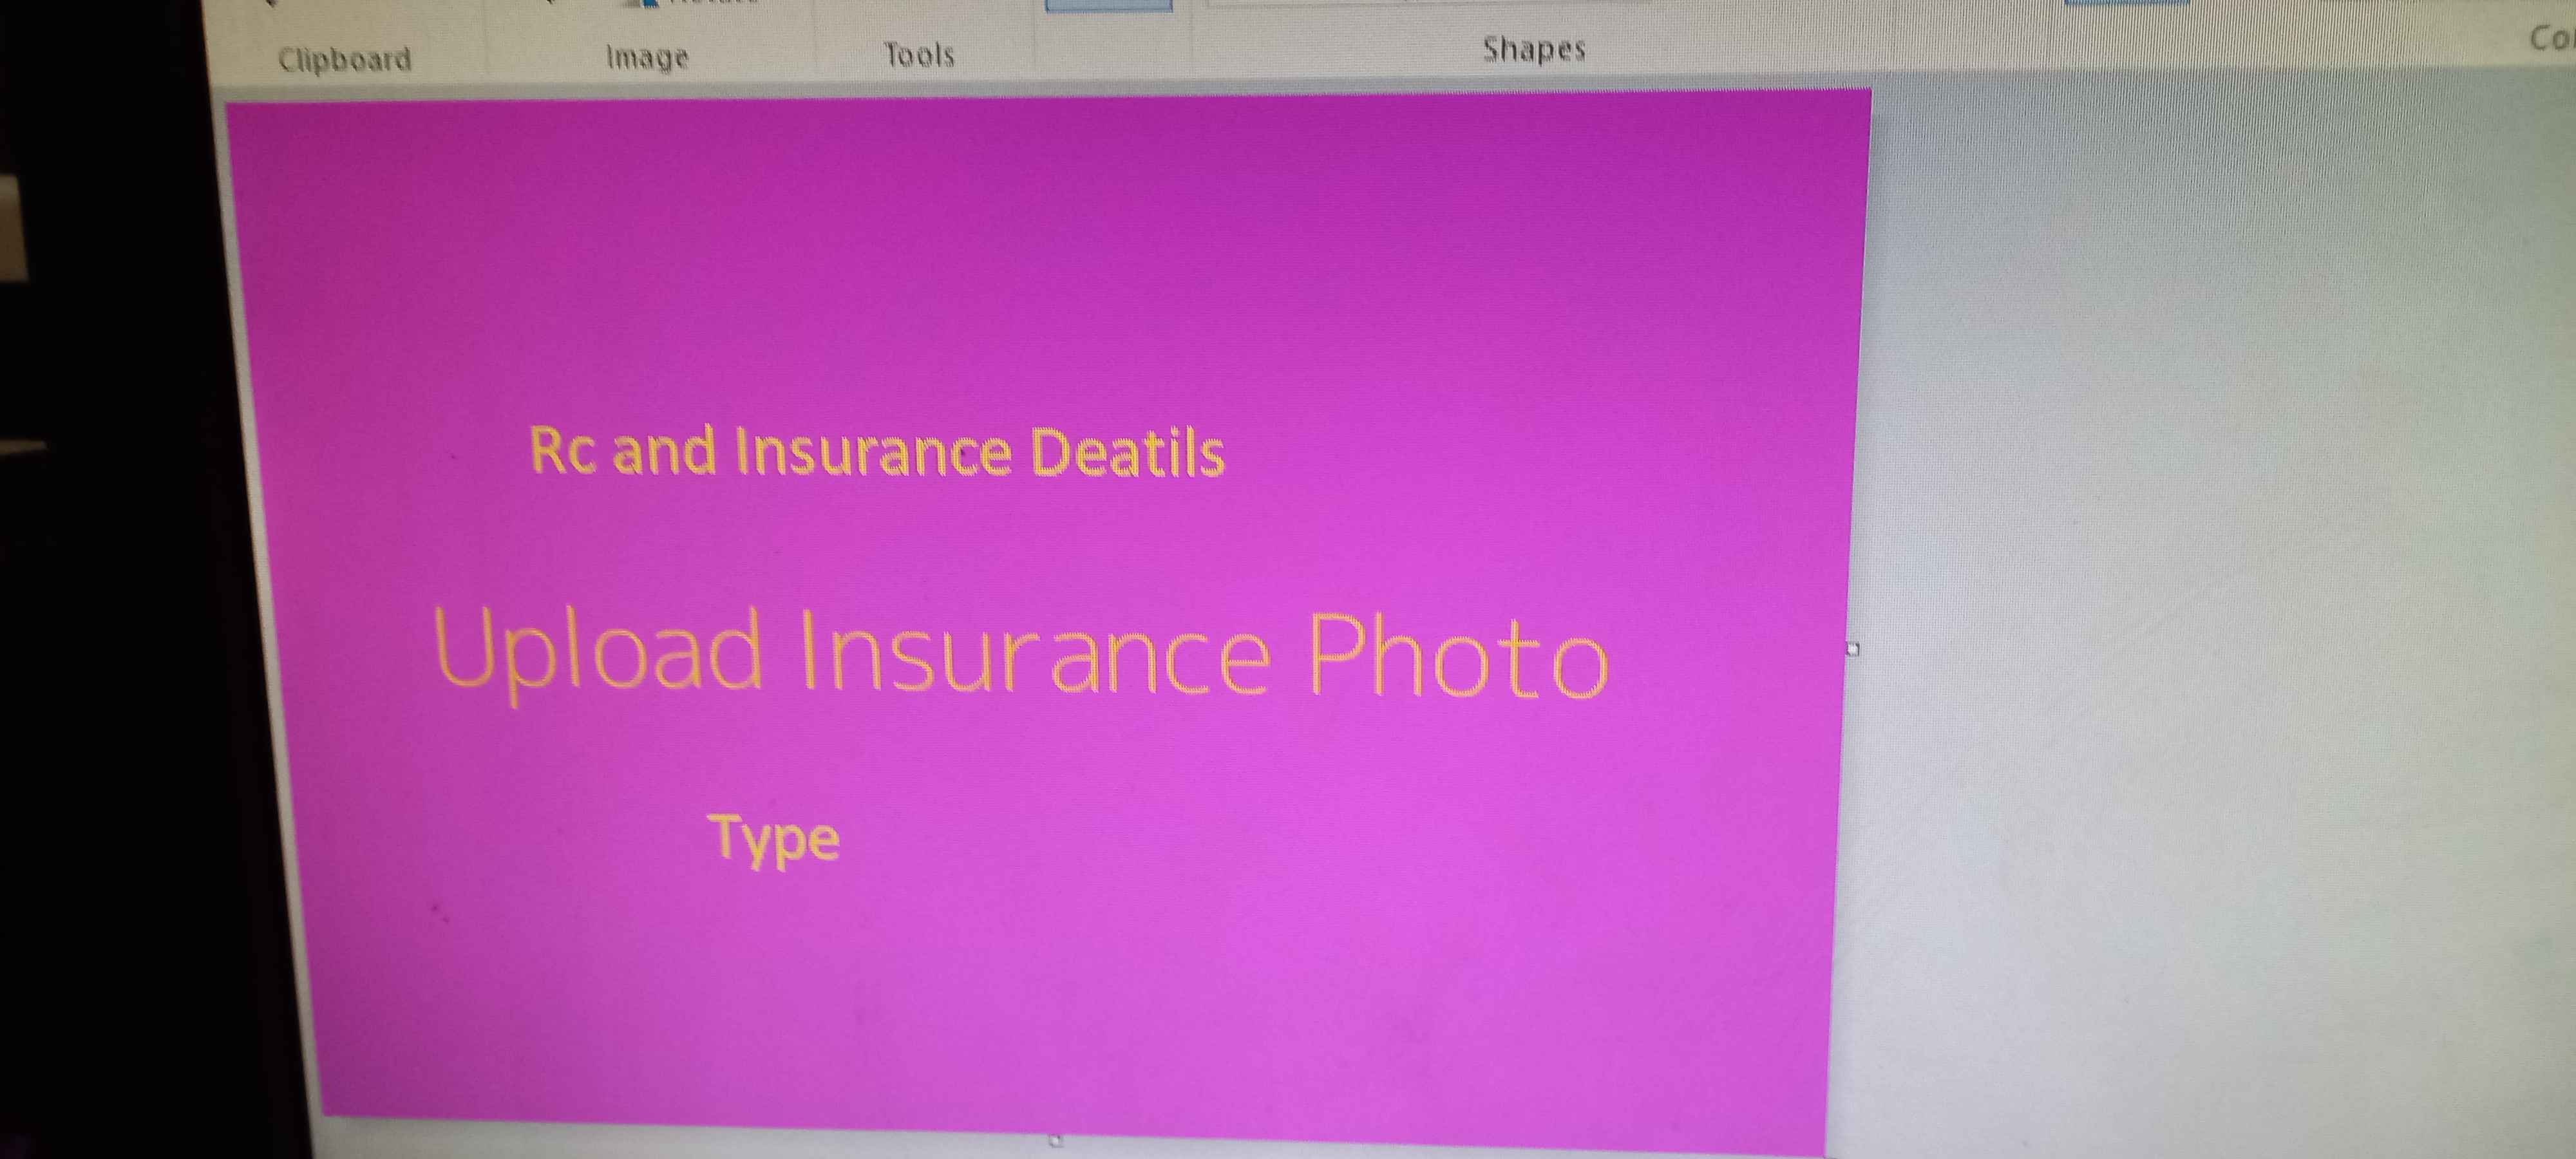 Clipboard Image Tools Shapes
Rc and Insurance Deatils
Upload Insurance Photo
Type